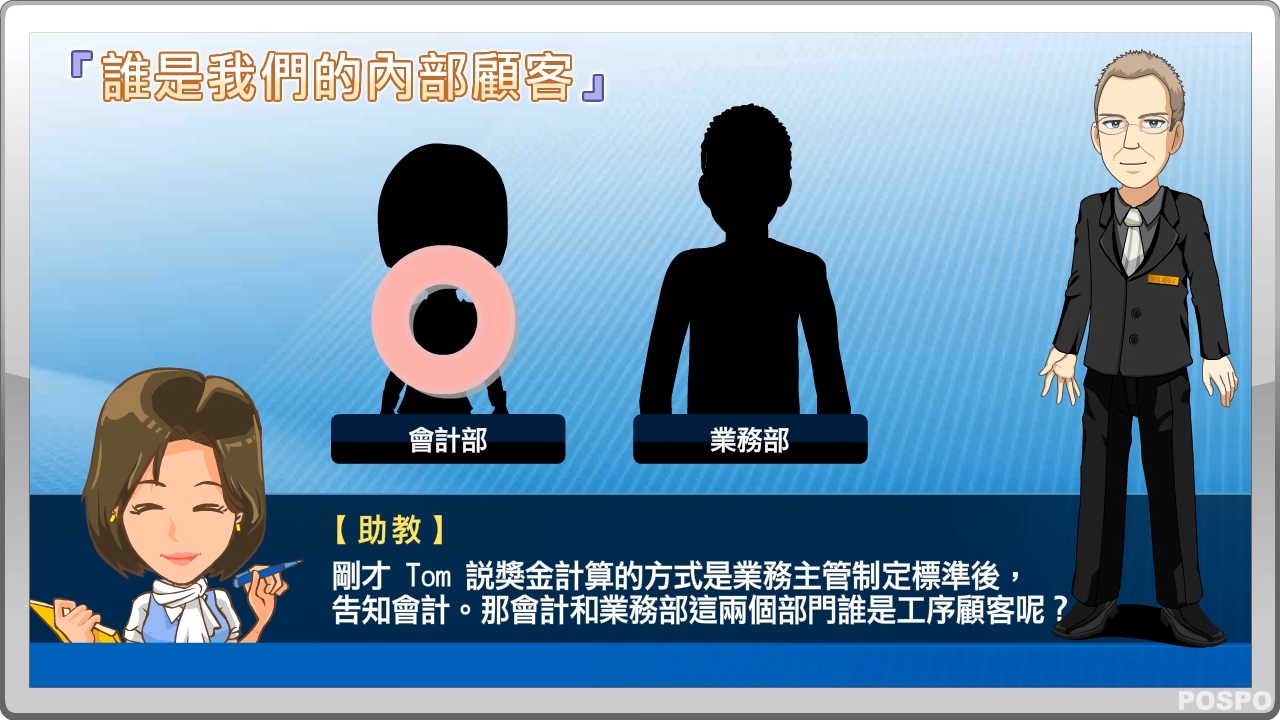 『誰是我們的內部顧客』
會計部
業務部
【助教】
剛才 Tom 説獎金計算的方式是業務主管制定標準後，
告知會計。那會計和業務部這兩個部門誰是工序顧客呢？
POSPO